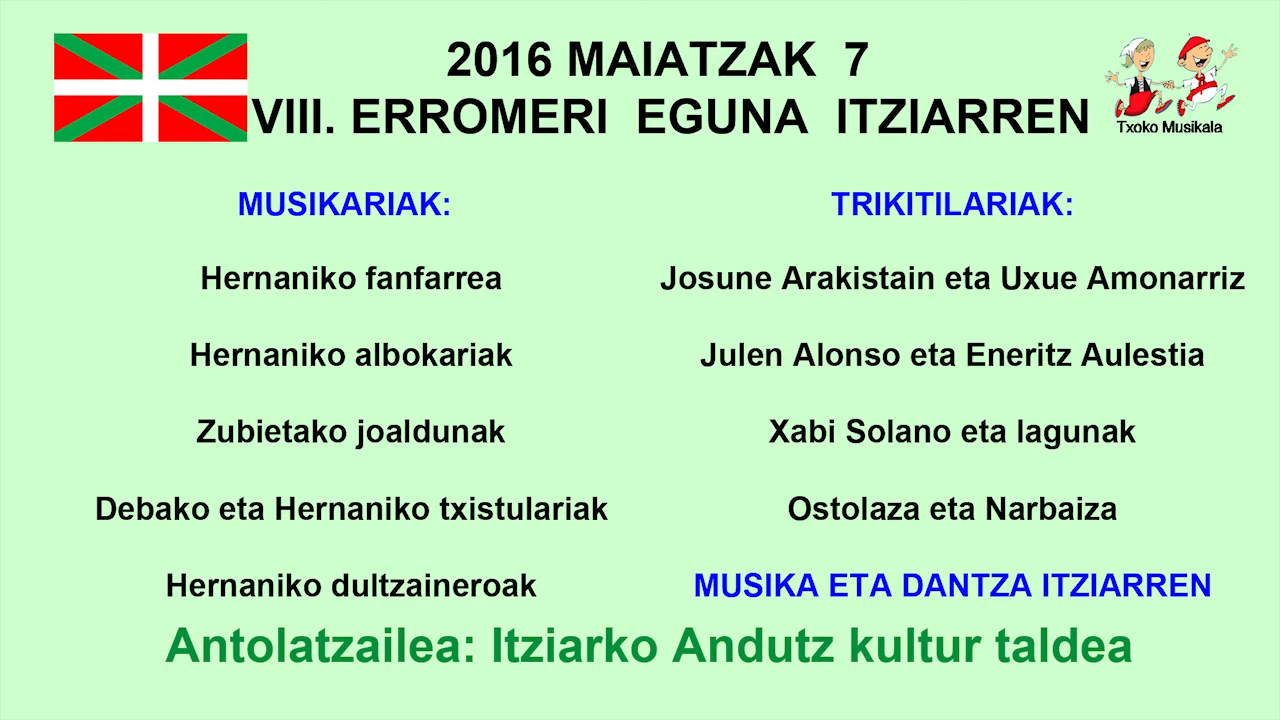 2016 MAIATZAK 7
VIII. ERROMERI EGUNA ITZIARREN
Txoko Musikala
MUSIKARIAK:
Hernaniko fanfarrea
Hernaniko albokariak
Zubietako joaldunak
Debako eta Hernaniko txistulariak
Hernaniko dultzaineroak
TRIKITILARIAK:
Josune Arakistain eta Uxue Amonarriz
Julen Alonso eta Eneritz Aulestia
Xabi Solano eta lagunak
Ostolaza eta Narbaiza
MUSIKA ETA DANTZA ITZIARREN
Antolatzailea: Itziarko Andutz kultur taldea